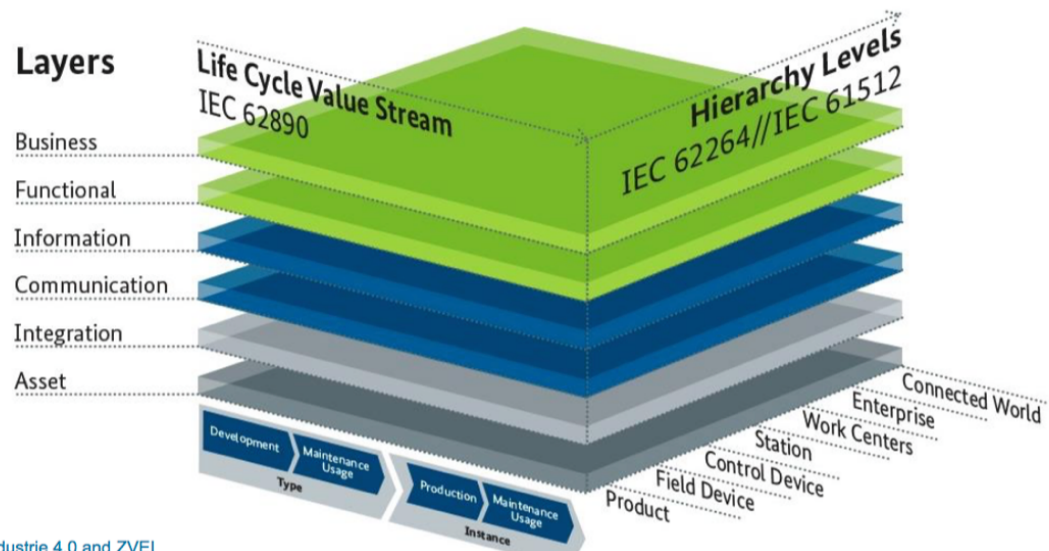 Layers
Life Cycle Value Stream
IEC 62890
Hierarchy Levels
IEC 62264//IEC 61512
Business
Functional
Information
Communication
Integration
Asset
Development
Maintenance
Usage
Type
Production
Maintenance
Usage
Instance
Product
Field Device
Control Device
Station
Work Centers
Enterprise
Connected World
4.0 and ZVEI